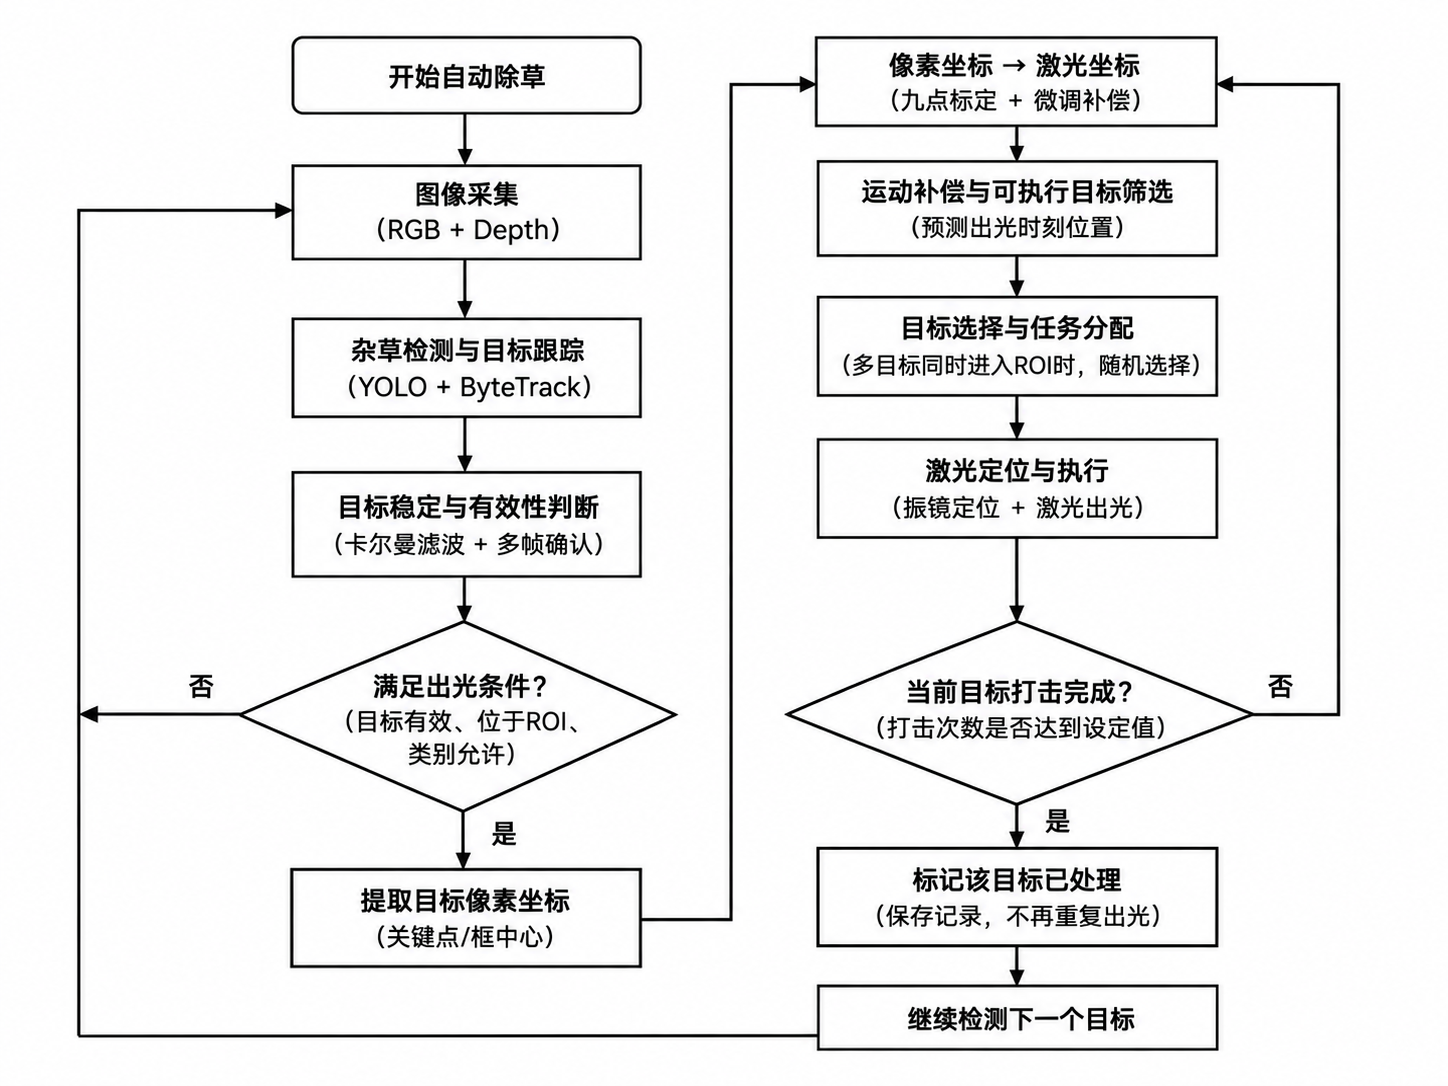 开始自动除草
图像采集
（RGB + Depth）
杂草检测与目标跟踪
（YOLO + ByteTrack）
目标稳定与有效性判断
（卡尔曼滤波 + 多帧确认）
满足出光条件？
（目标有效、位于ROI、
类别允许）
否
是
提取目标像素坐标
（关键点/框中心）
像素坐标 → 激光坐标
（九点标定 + 微调补偿）
运动补偿与可执行目标筛选
（预测出光时刻位置）
目标选择与任务分配
（多目标同时进入ROI时，随机选择）
激光定位与执行
（振镜定位 + 激光出光）
当前目标打击完成？
（打击次数是否达到设定值）
否
是
标记该目标已处理
（保存记录，不再重复出光）
继续检测下一个目标